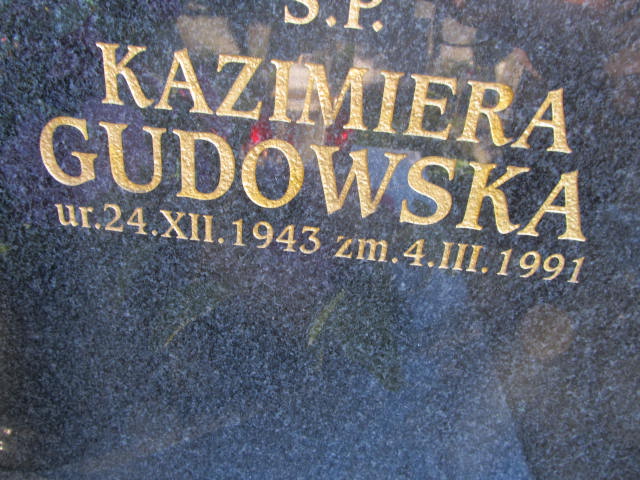 Ś.P.
KAZIMIERA
GUDOWSKA
ur.24.XII.1943 zm.4.III.1991